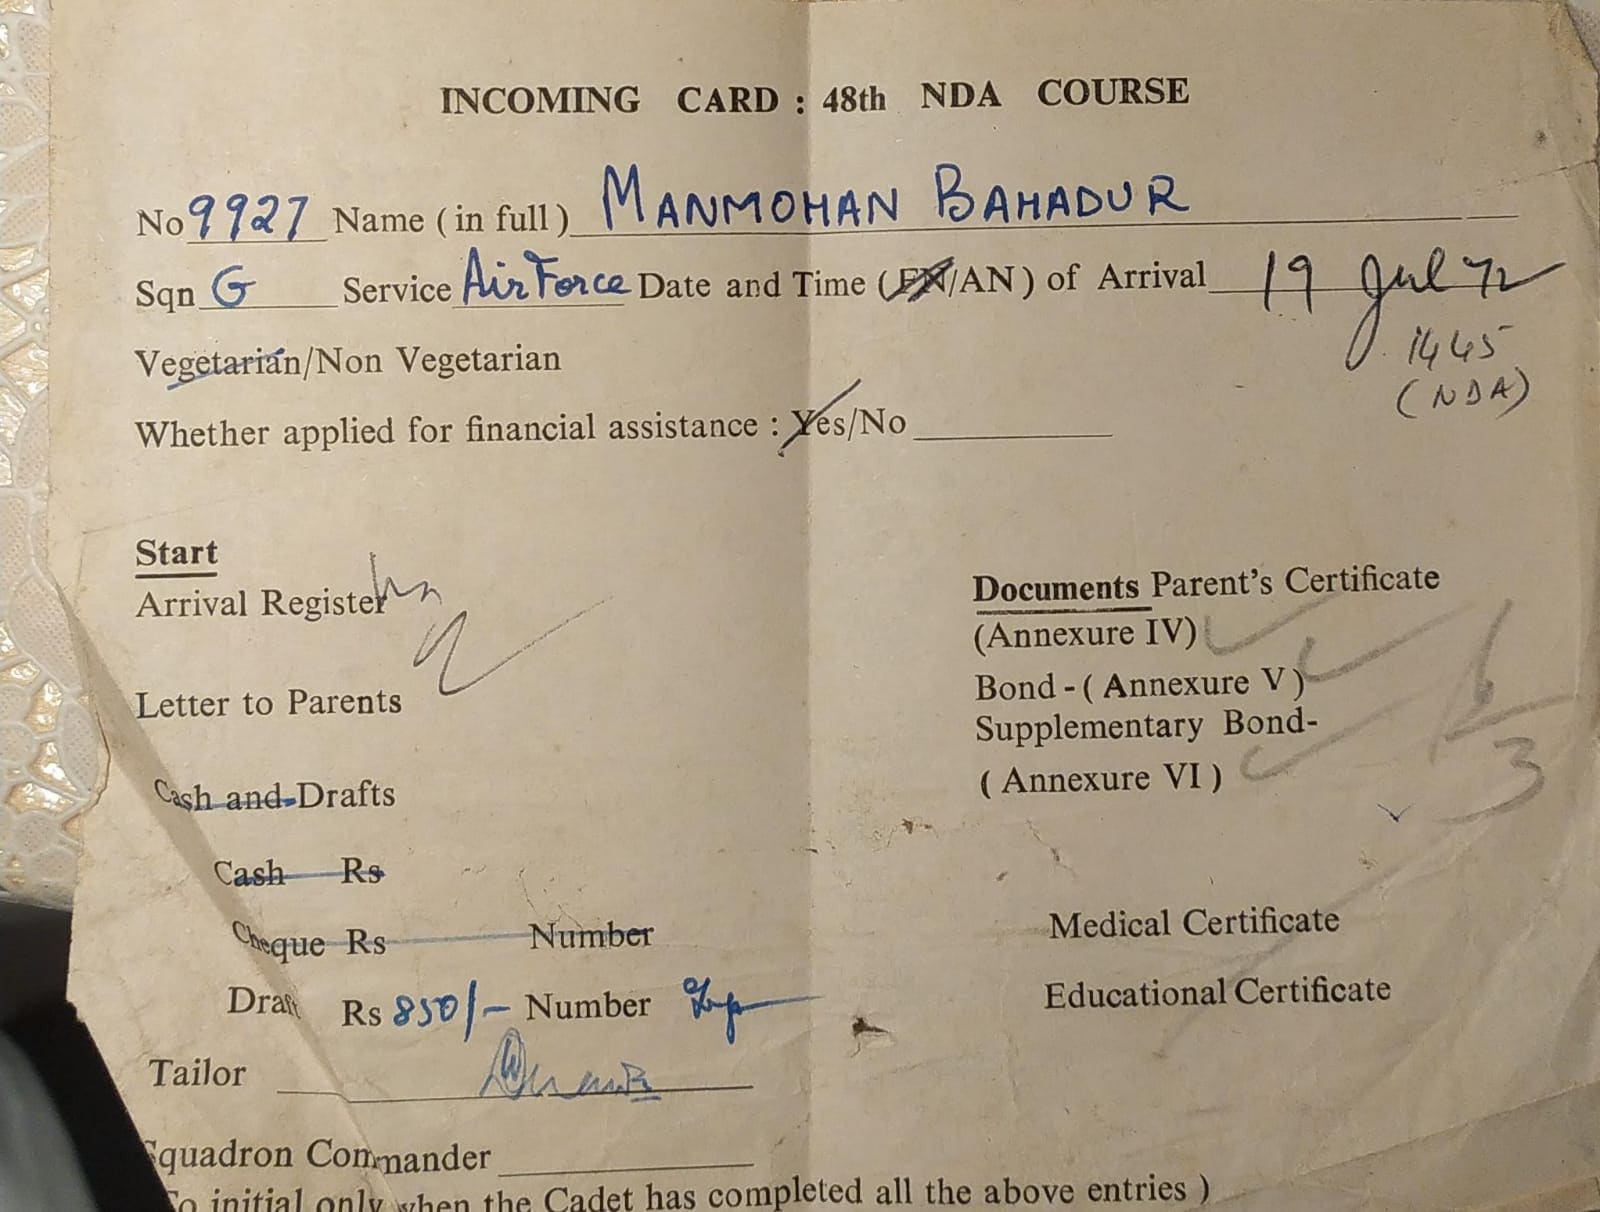 INCOMING CARD : 48th NDA COURSE
No 9927 Name ( in full ) MANMOHAN BAHADUR
Sqn G Service Air Force Date and Time (FN/AN ) of Arrival 19 Jul 72
1445
(NDA)
Vegetarian/Non Vegetarian
Whether applied for financial assistance : Yes/No
Start
Arrival Register
Letter to Parents
Cash and Drafts
Cash Rs
Cheque Rs Number
Draft Rs 850/- Number
Tailor
Squadron Commander
To initial only when the Cadet has completed all the above entries )
Documents Parent's Certificate
(Annexure IV)
Bond - ( Annexure V )
Supplementary Bond-
( Annexure VI )
6/3
Medical Certificate
Educational Certificate